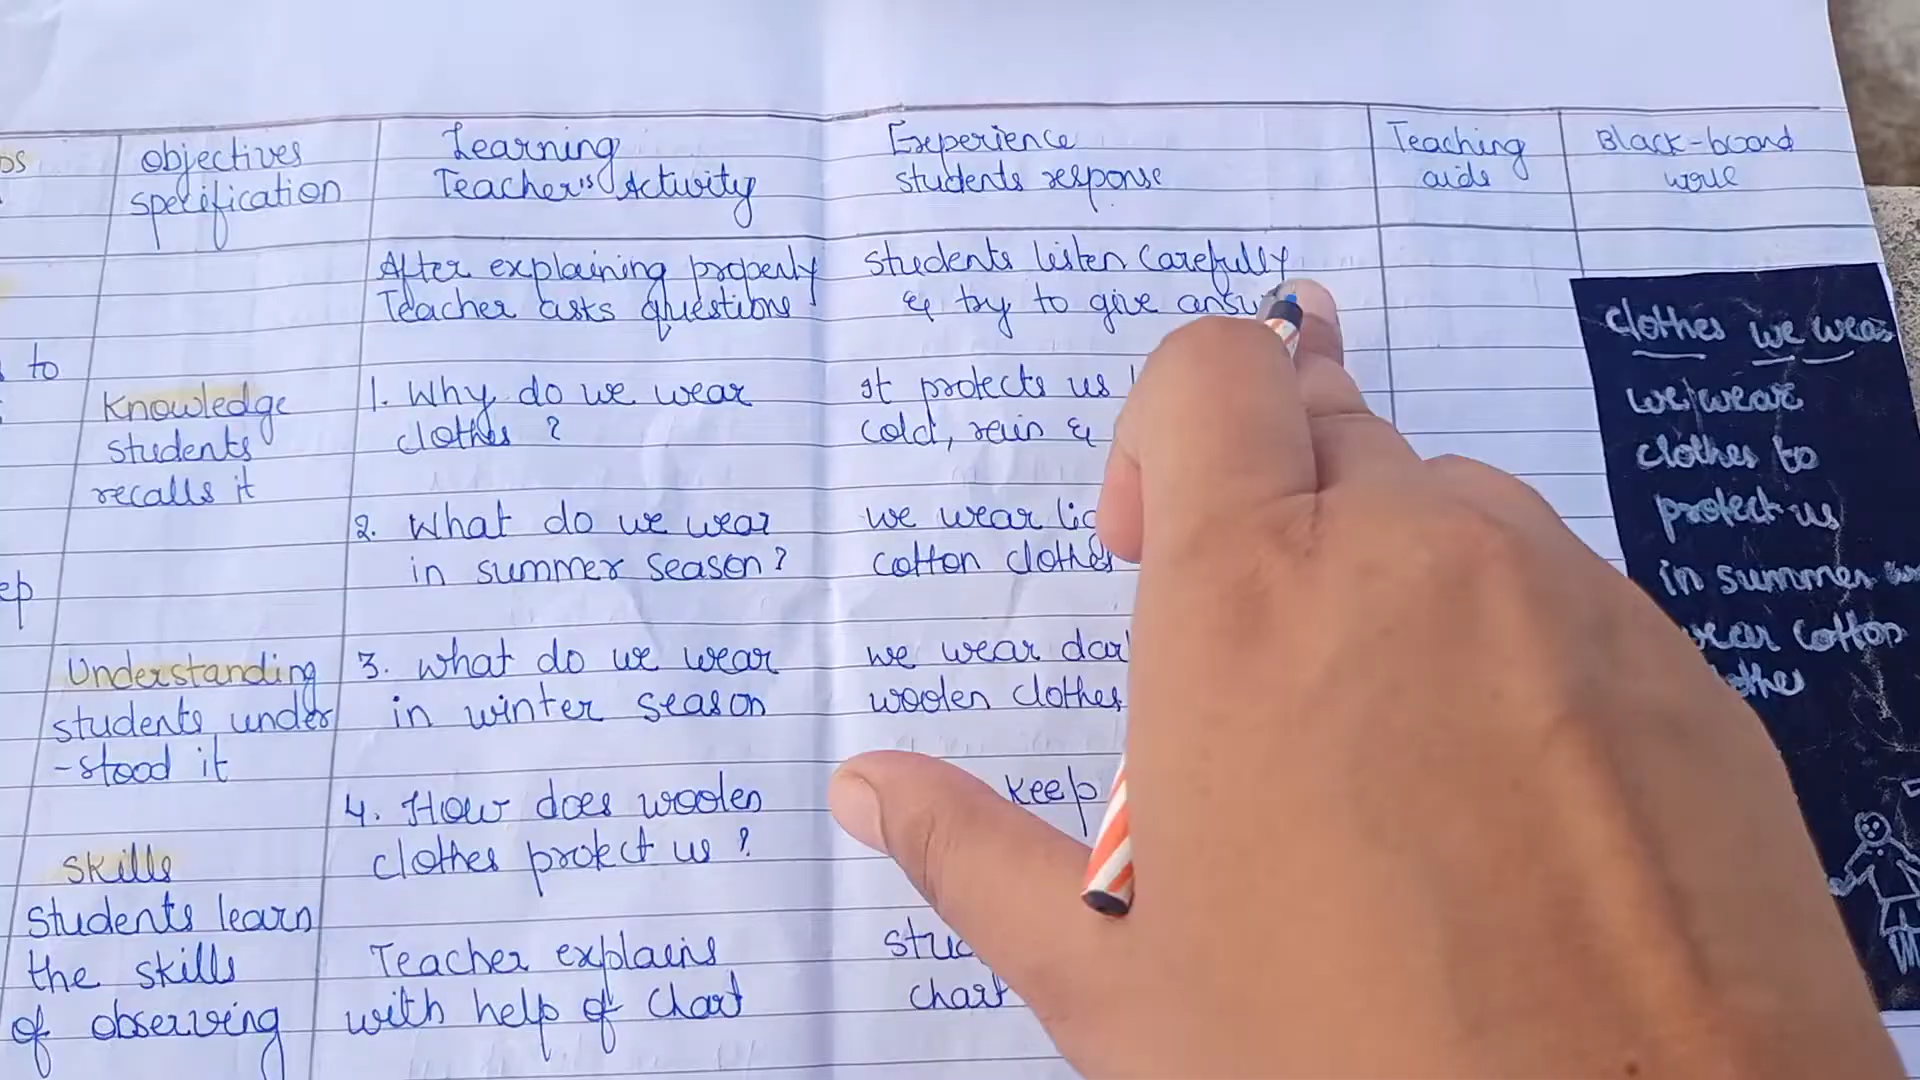 objectives
specification
Learning
Teacher's Activity
Experience
students response
Teaching
aids
Black-board
work
After explaining properly
Teacher asks questions
students listen carefully
& try to give
to
Knowledge
students
recalls it
1. Why do we wear
clothes ?
It protects us
cold, rain &
2. What do we wear
in summer season?
we wear
cotton clothes
ep
Understanding
students under
-stood it
3. what do we wear
in winter season
we wear
woolen clothes
4. How does woolen
clothes protect us ?
keep
skills
students learn
the skills
of observing
Teacher explains
with help of chart
chart
clothes we wear
we wear
clothes to
protect us
in summer we
wear cotton
clothes